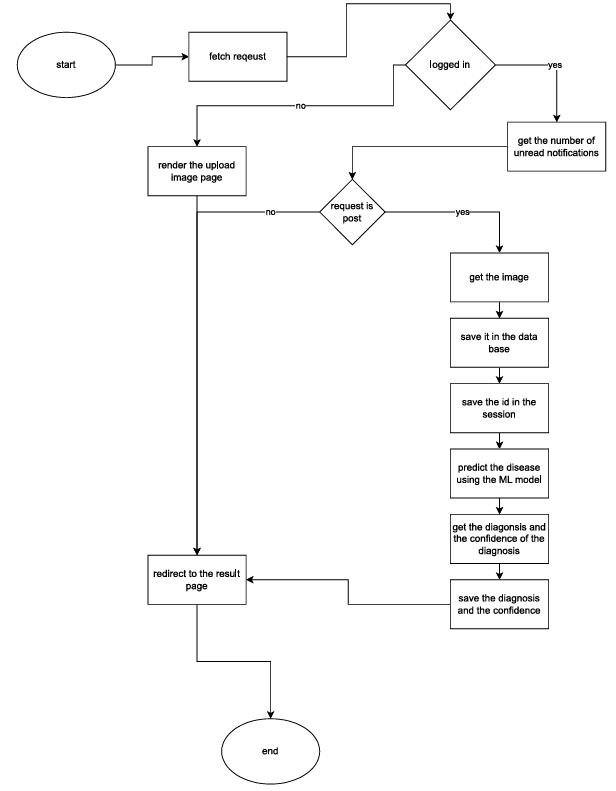 start
fetch reqeust
logged in
yes
no
get the number of
unread notifications
render the upload
image page
request is
post
no
yes
get the image
save it in the data
base
save the id in the
session
predict the disease
using the ML model
get the diagonsis and
the confidence of the
diagnosis
redirect to the result
page
save the diagnosis
and the confidence
end